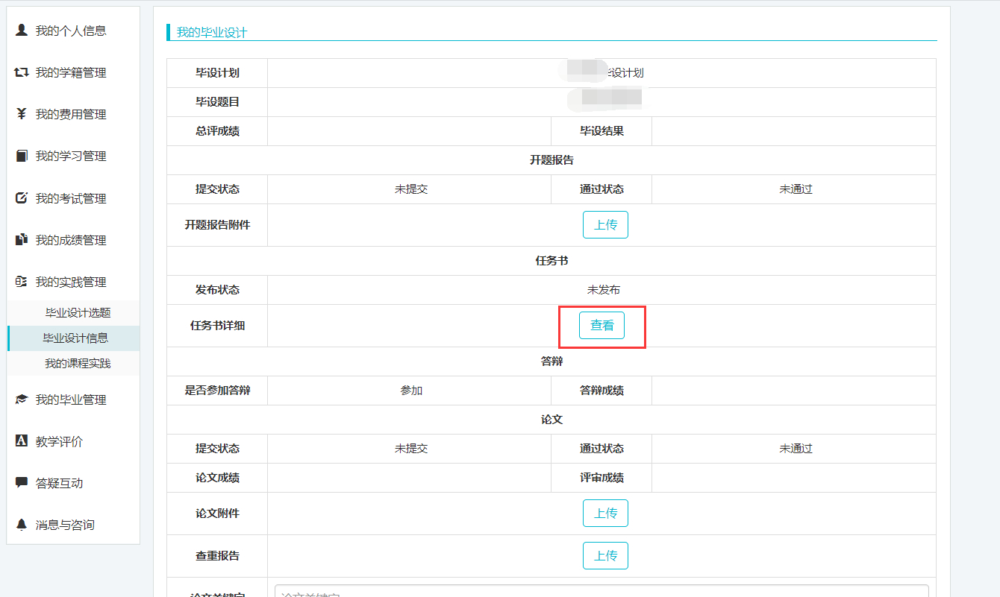 我的个人信息
我的学籍管理
我的费用管理
我的学习管理
我的考试管理
我的成绩管理
我的实践管理
毕业设计选题
毕业设计信息
我的课程实践
我的毕业管理
教学评价
答疑互动
消息与咨询
我的毕业设计
毕设计划 设计划
毕设题目
总评成绩 毕设结果
开题报告
提交状态 未提交 通过状态 未通过
开题报告附件 上传
任务书
发布状态 未发布
任务书详细 查看
答辩
是否参加答辩 参加 答辩成绩
论文
提交状态 未提交 通过状态 未通过
论文成绩 评审成绩
论文附件 上传
查重报告 上传
论文关键字 论文关键字